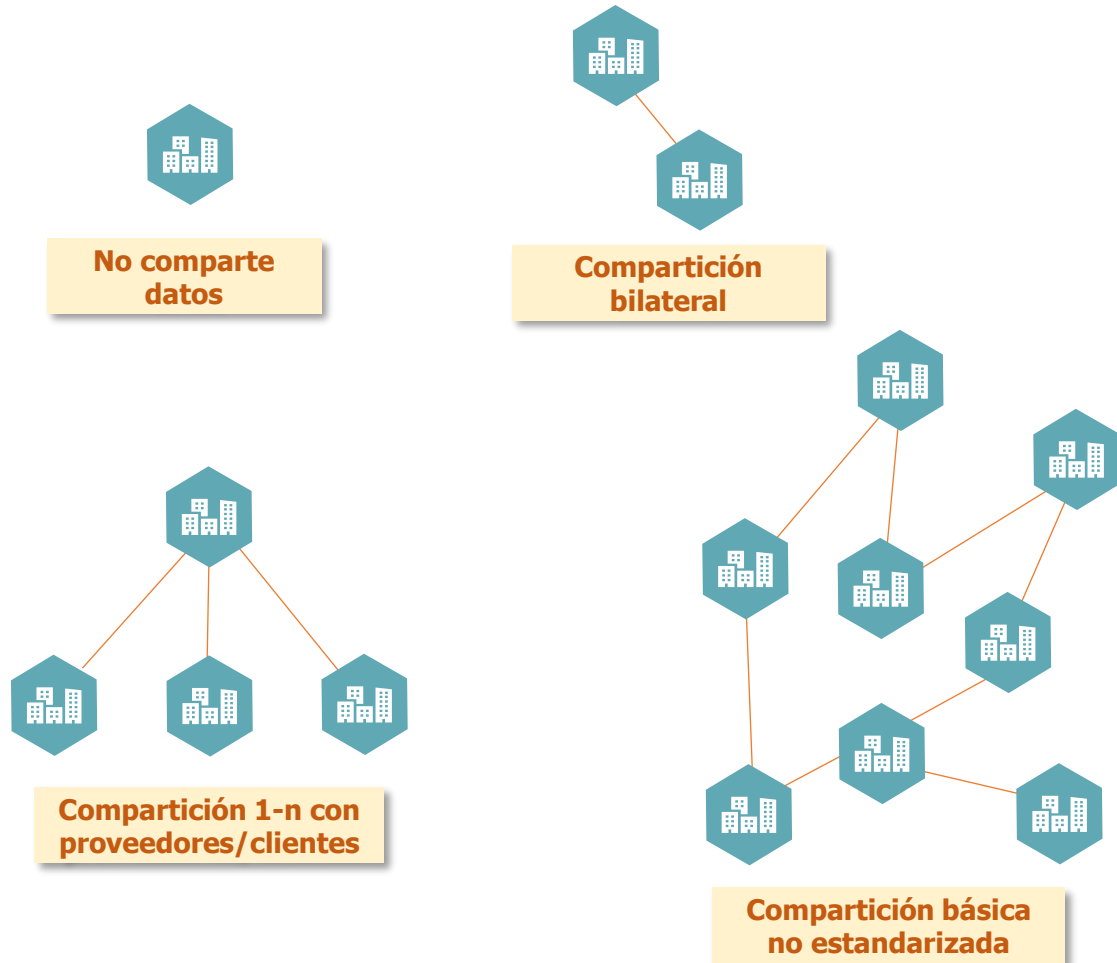 No comparte
datos
Compartición
bilateral
Compartición 1-n con
proveedores/clientes
Compartición básica
no estandarizada